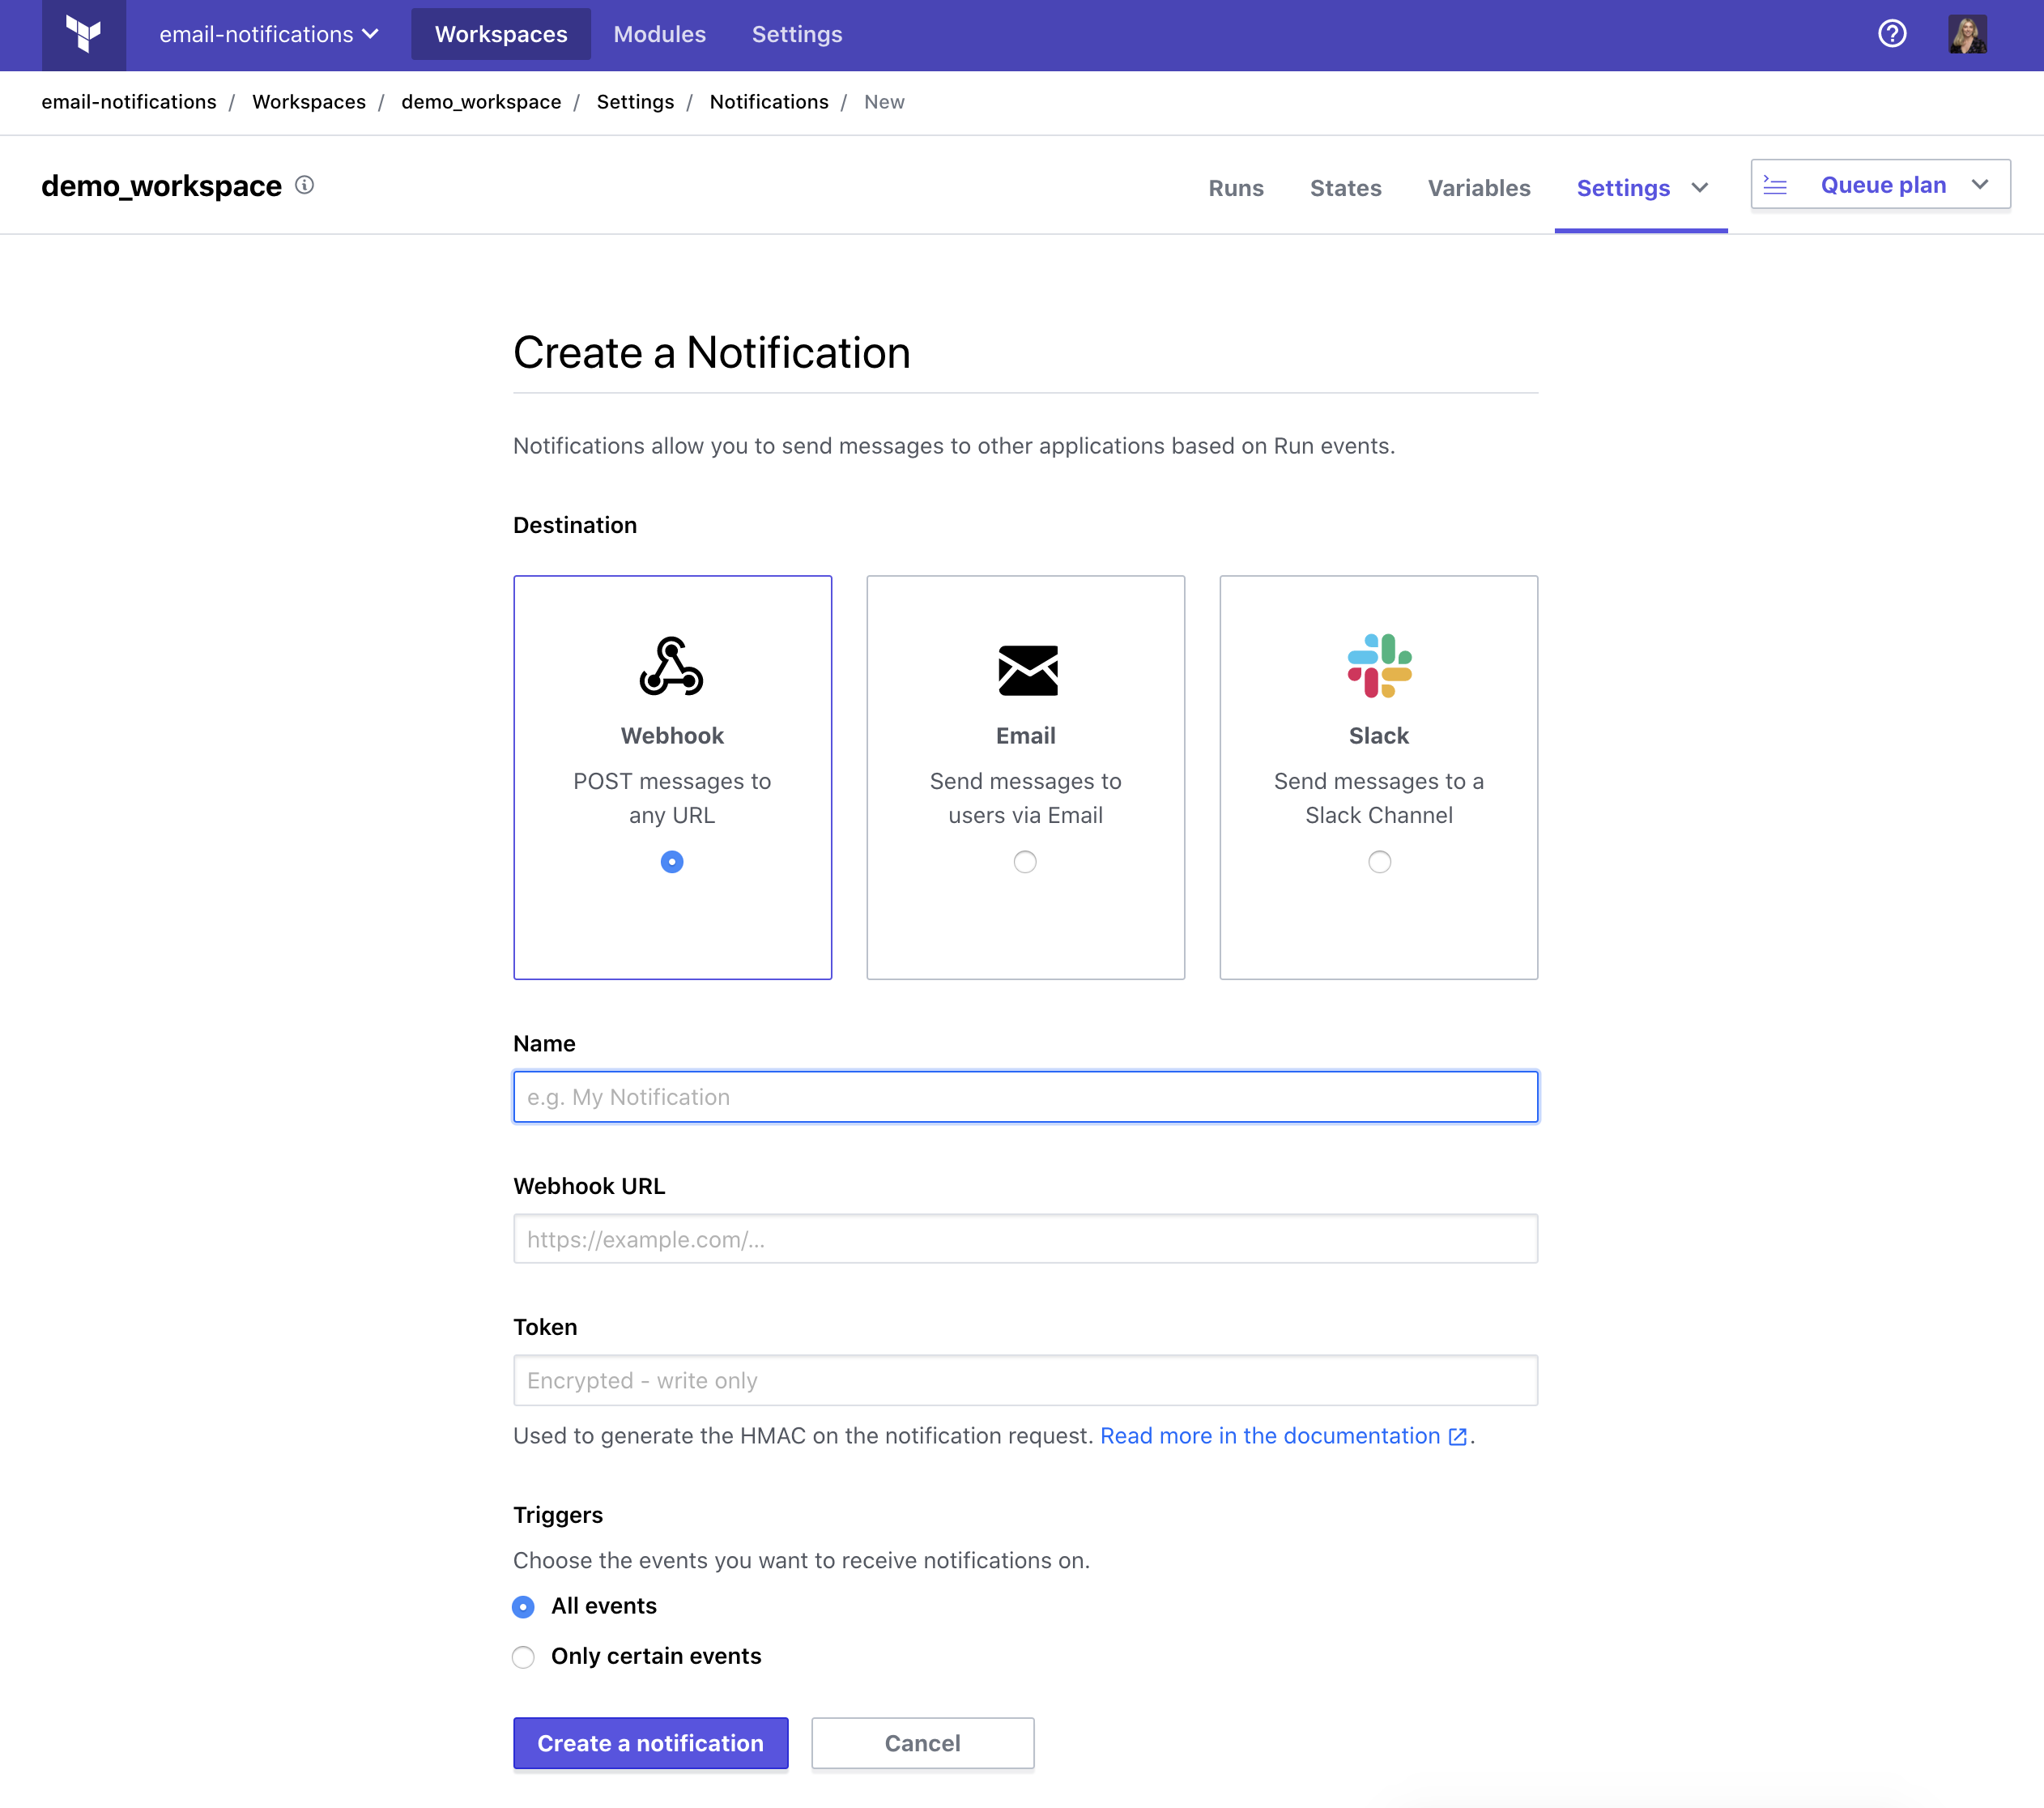 email-notifications Workspaces Modules Settings
email-notifications / Workspaces / demo_workspace / Settings / Notifications / New
demo_workspace Runs States Variables Settings Queue plan
Create a Notification
Notifications allow you to send messages to other applications based on Run events.
Destination
Webhook
POST messages to
any URL
Email
Send messages to
users via Email
Slack
Send messages to a
Slack Channel
Name
e.g. My Notification
Webhook URL
https://example.com/...
Token
Encrypted - write only
Used to generate the HMAC on the notification request. Read more in the documentation.
Triggers
Choose the events you want to receive notifications on.
All events
Only certain events
Create a notification Cancel